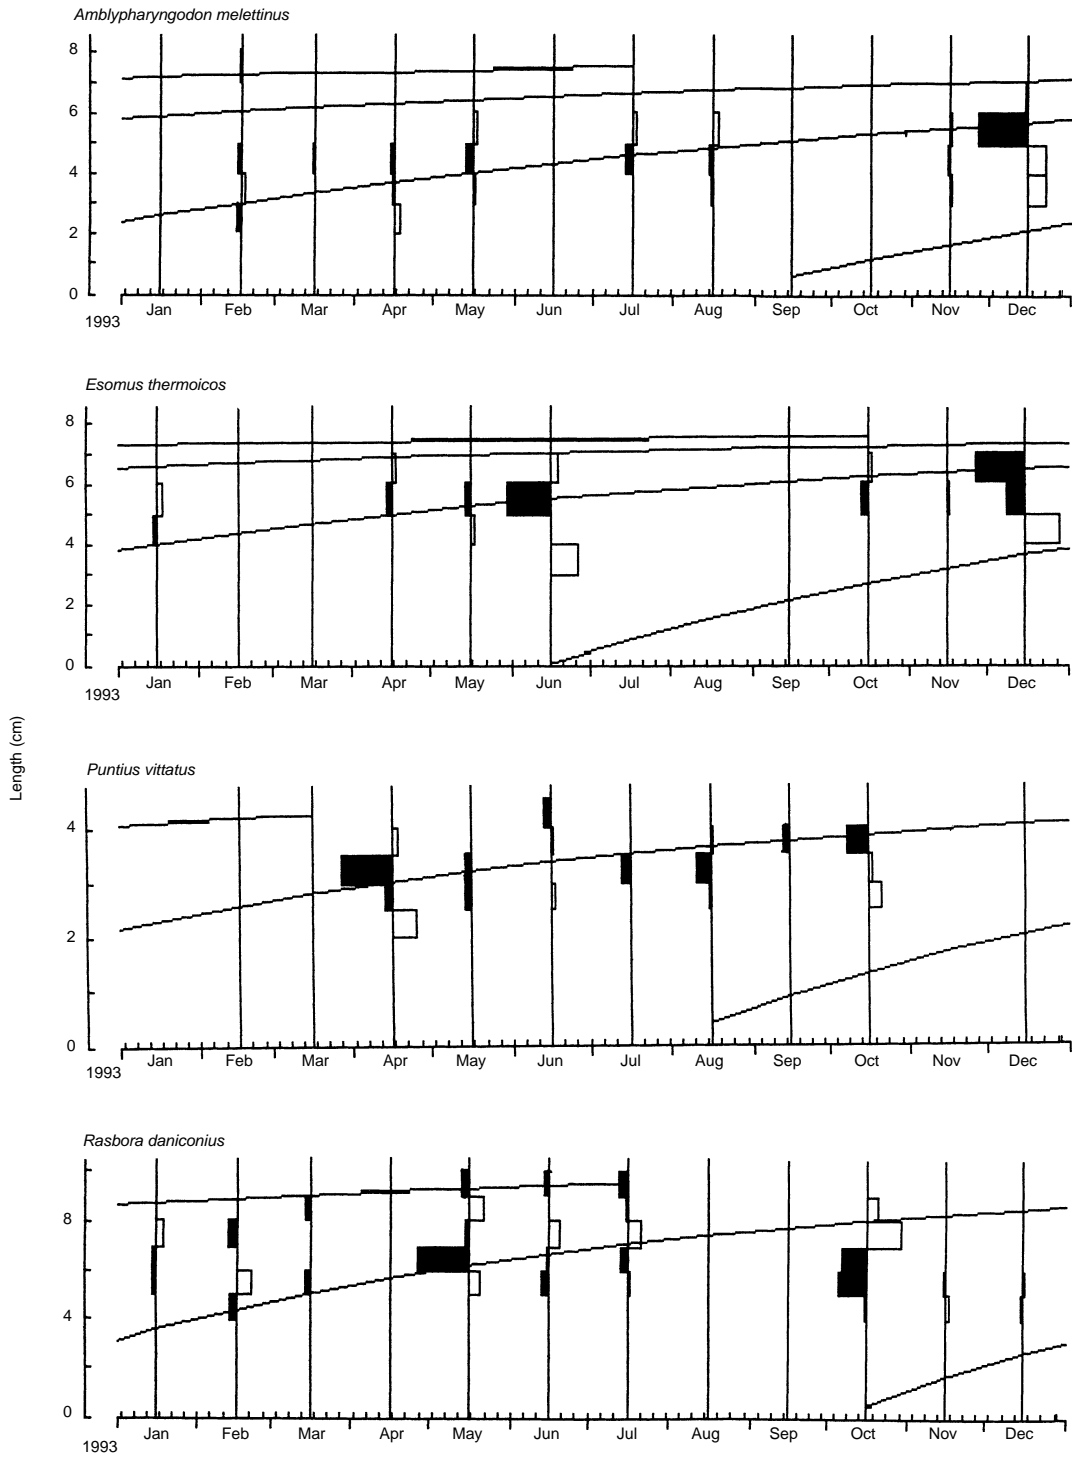 Amblypharyngodon melettinus
8
6
4
2
0
Jan Feb Mar Apr May Jun Jul Aug Sep Oct Nov Dec
1993
Esomus thermoicos
8
6
4
2
0
Jan Feb Mar Apr May Jun Jul Aug Sep Oct Nov Dec
1993
Length (cm)
Puntius vittatus
4
2
0
Jan Feb Mar Apr May Jun Jul Aug Sep Oct Nov Dec
1993
Rasbora daniconius
8
4
0
Jan Feb Mar Apr May Jun Jul Aug Sep Oct Nov Dec
1993